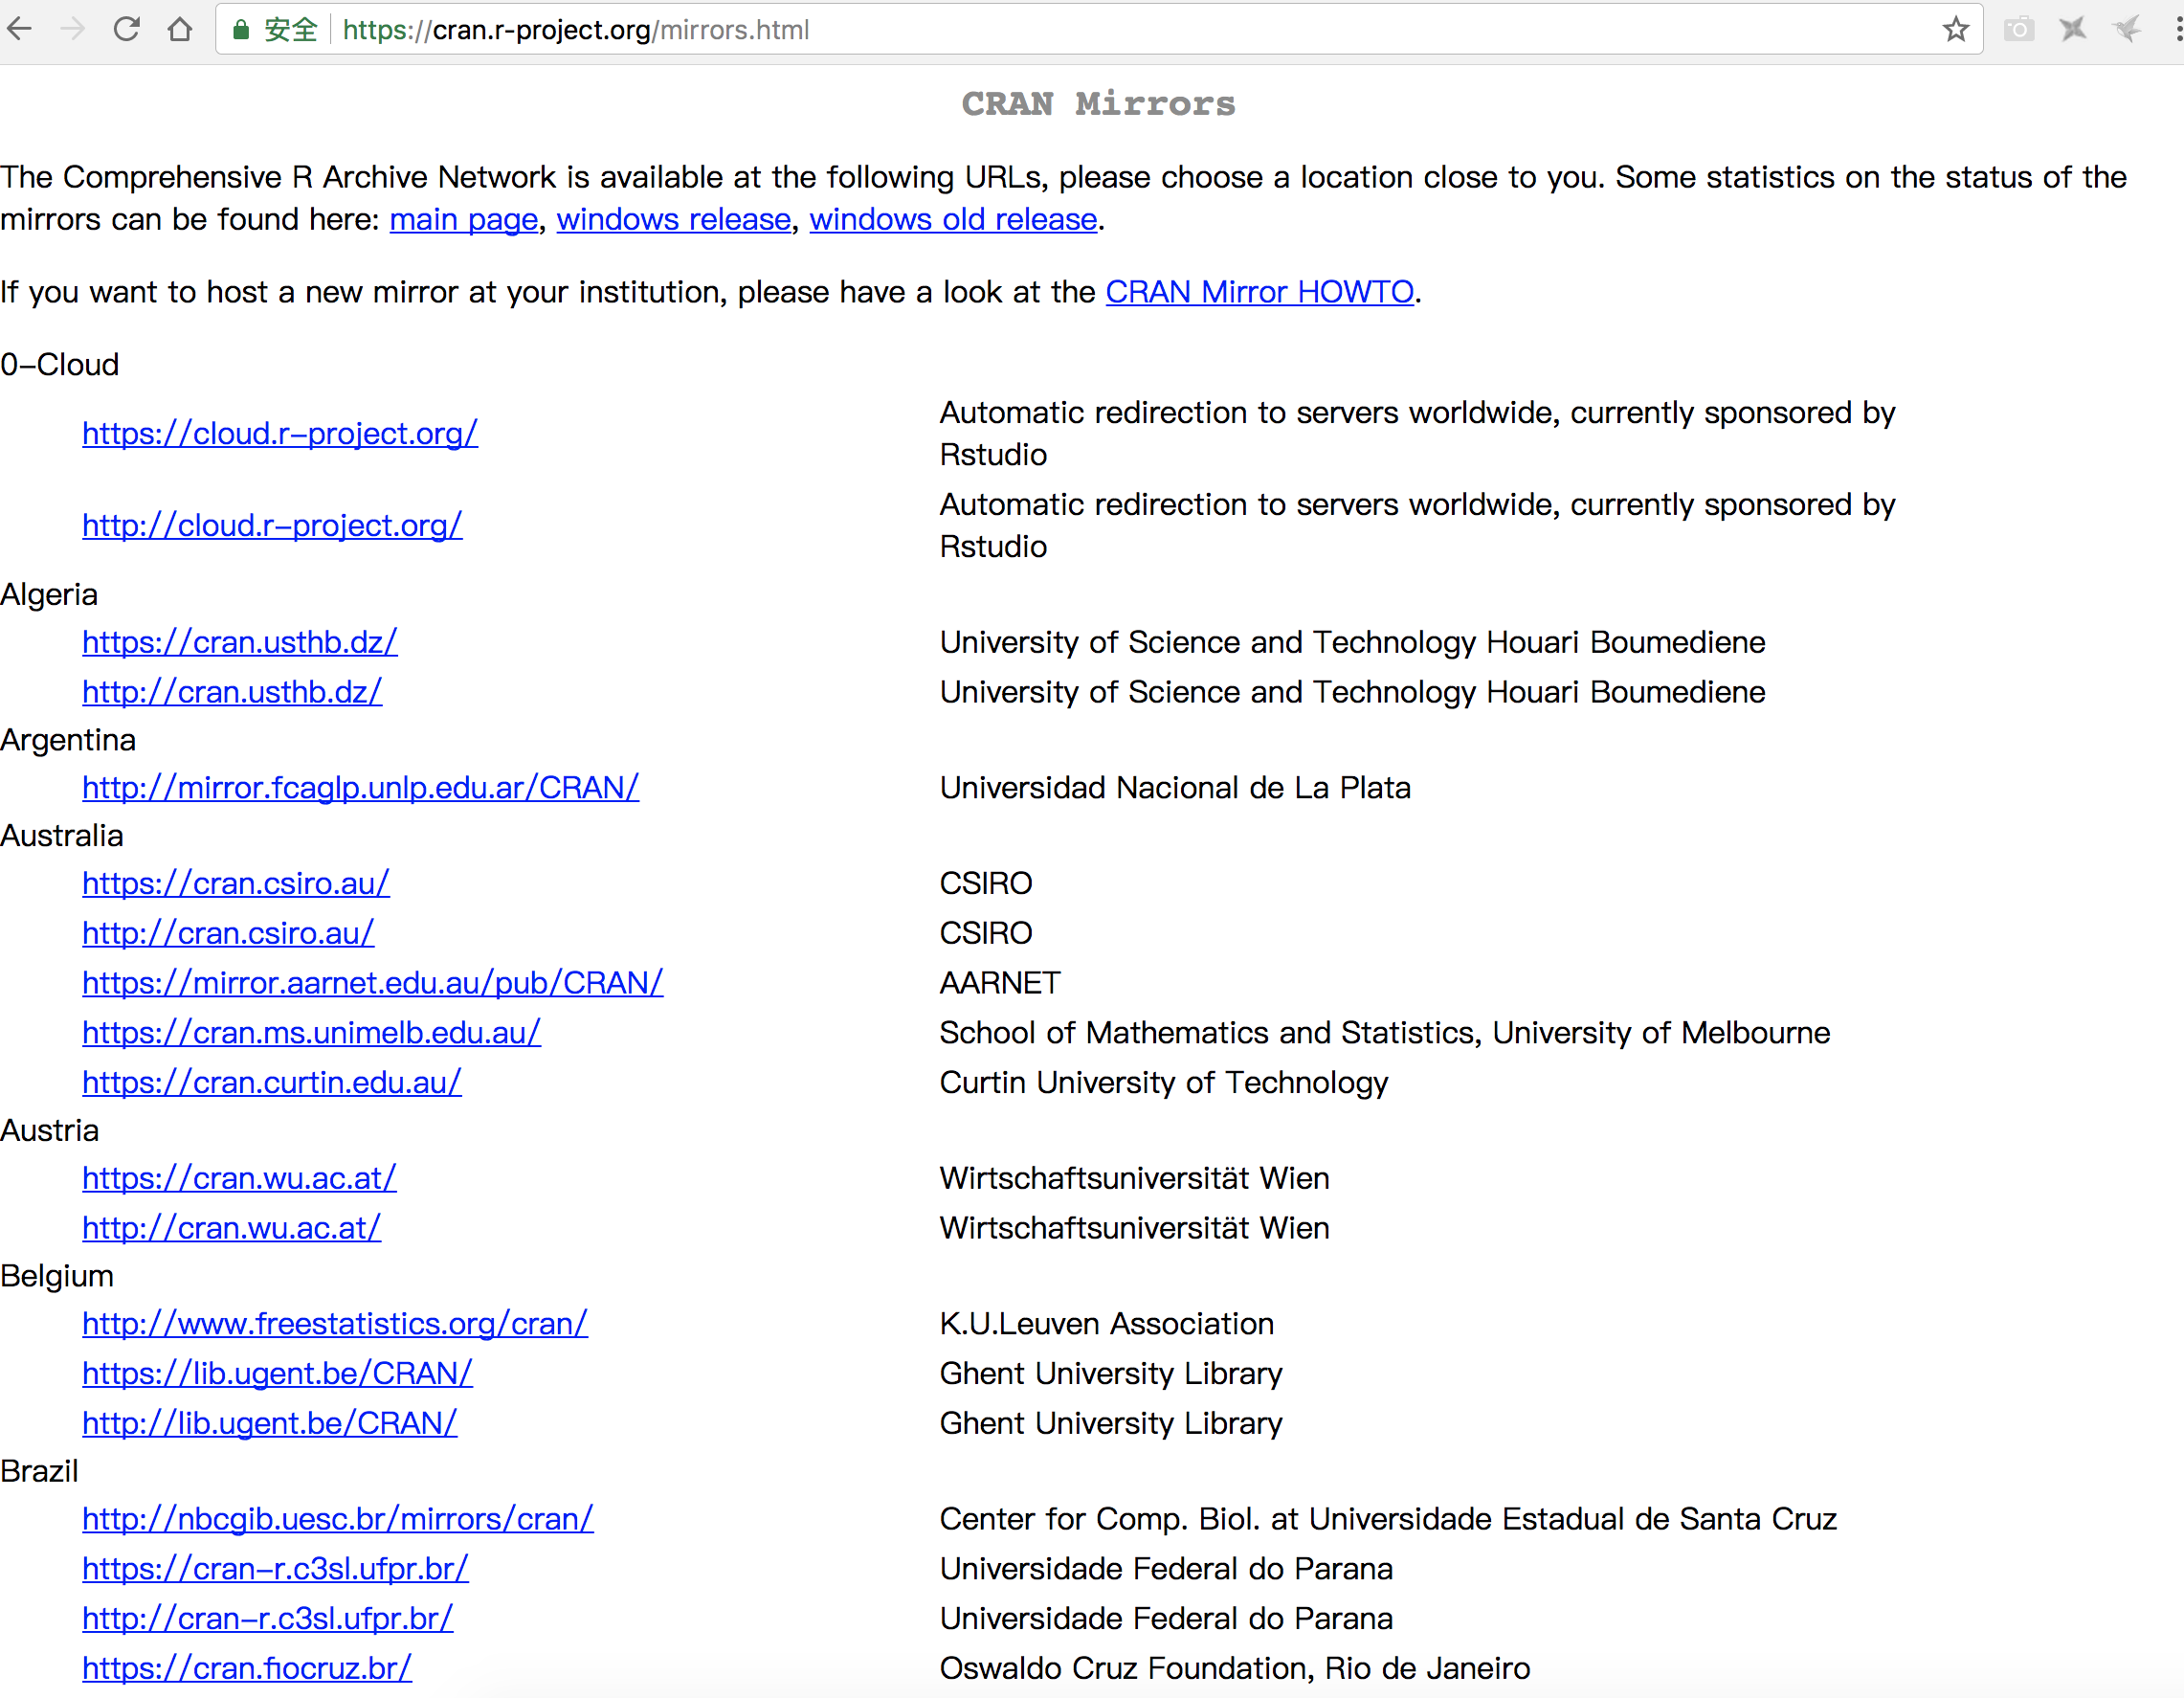 安全 https://cran.r-project.org/mirrors.html
CRAN Mirrors
The Comprehensive R Archive Network is available at the following URLs, please choose a location close to you. Some statistics on the status of the
mirrors can be found here: main page, windows release, windows old release.
If you want to host a new mirror at your institution, please have a look at the CRAN Mirror HOWTO.
0-Cloud
https://cloud.r-project.org/ Automatic redirection to servers worldwide, currently sponsored by
Rstudio
http://cloud.r-project.org/ Automatic redirection to servers worldwide, currently sponsored by
Rstudio
Algeria
https://cran.usthb.dz/ University of Science and Technology Houari Boumediene
http://cran.usthb.dz/ University of Science and Technology Houari Boumediene
Argentina
http://mirror.fcaglp.unlp.edu.ar/CRAN/ Universidad Nacional de La Plata
Australia
https://cran.csiro.au/ CSIRO
http://cran.csiro.au/ CSIRO
https://mirror.aarnet.edu.au/pub/CRAN/ AARNET
https://cran.ms.unimelb.edu.au/ School of Mathematics and Statistics, University of Melbourne
https://cran.curtin.edu.au/ Curtin University of Technology
Austria
https://cran.wu.ac.at/ Wirtschaftsuniversität Wien
http://cran.wu.ac.at/ Wirtschaftsuniversität Wien
Belgium
http://www.freestatistics.org/cran/ K.U.Leuven Association
https://lib.ugent.be/CRAN/ Ghent University Library
http://lib.ugent.be/CRAN/ Ghent University Library
Brazil
http://nbcgib.uesc.br/mirrors/cran/ Center for Comp. Biol. at Universidade Estadual de Santa Cruz
https://cran-r.c3sl.ufpr.br/ Universidade Federal do Parana
http://cran-r.c3sl.ufpr.br/ Universidade Federal do Parana
https://cran.fiocruz.br/ Oswaldo Cruz Foundation, Rio de Janeiro